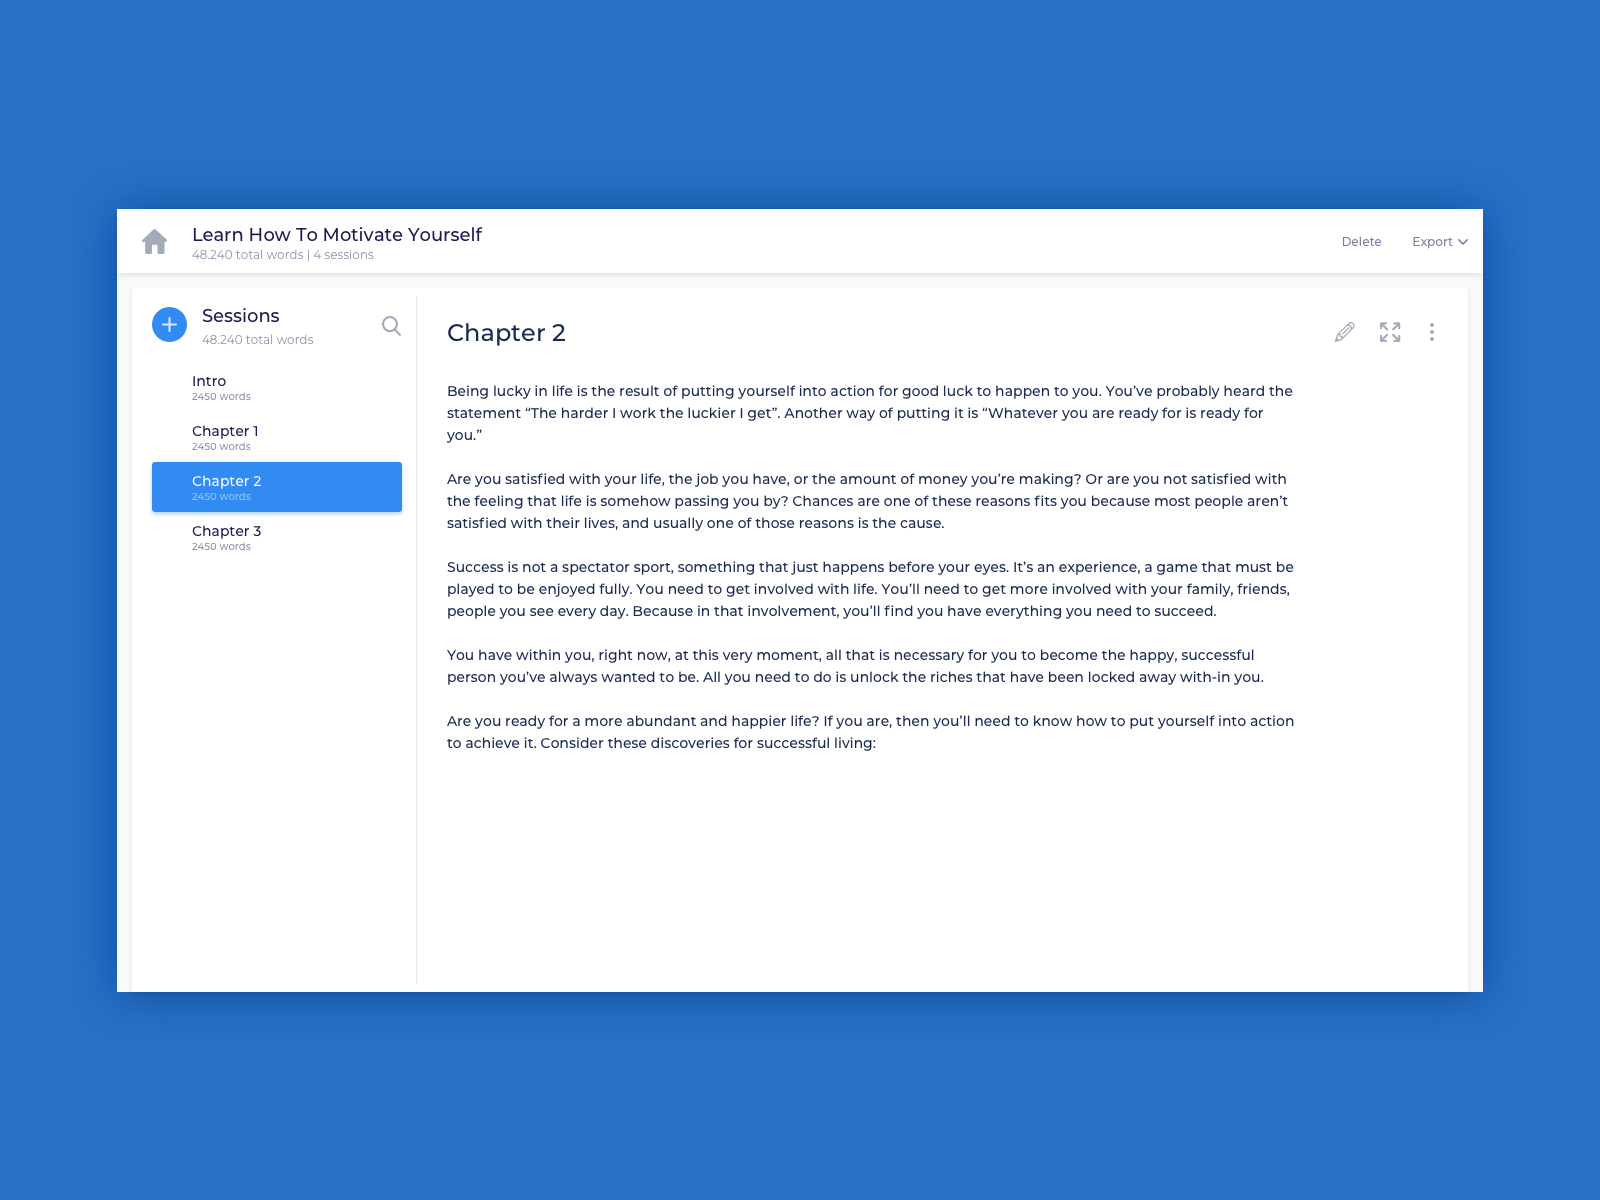 Learn How To Motivate Yourself
48.240 total words | 4 sessions
Delete
Export
Sessions
48.240 total words
Intro
2450 words
Chapter 1
2450 words
Chapter 2
2450 words
Chapter 3
2450 words
Chapter 2
Being lucky in life is the result of putting yourself into action for good luck to happen to you. You’ve probably heard the
statement “The harder I work the luckier I get”. Another way of putting it is “Whatever you are ready for is ready for
you.”
Are you satisfied with your life, the job you have, or the amount of money you’re making? Or are you not satisfied with
the feeling that life is somehow passing you by? Chances are one of these reasons fits you because most people aren’t
satisfied with their lives, and usually one of those reasons is the cause.
Success is not a spectator sport, something that just happens before your eyes. It’s an experience, a game that must be
played to be enjoyed fully. You need to get involved with life. You’ll need to get more involved with your family, friends,
people you see every day. Because in that involvement, you’ll find you have everything you need to succeed.
You have within you, right now, at this very moment, all that is necessary for you to become the happy, successful
person you’ve always wanted to be. All you need to do is unlock the riches that have been locked away with-in you.
Are you ready for a more abundant and happier life? If you are, then you’ll need to know how to put yourself into action
to achieve it. Consider these discoveries for successful living: